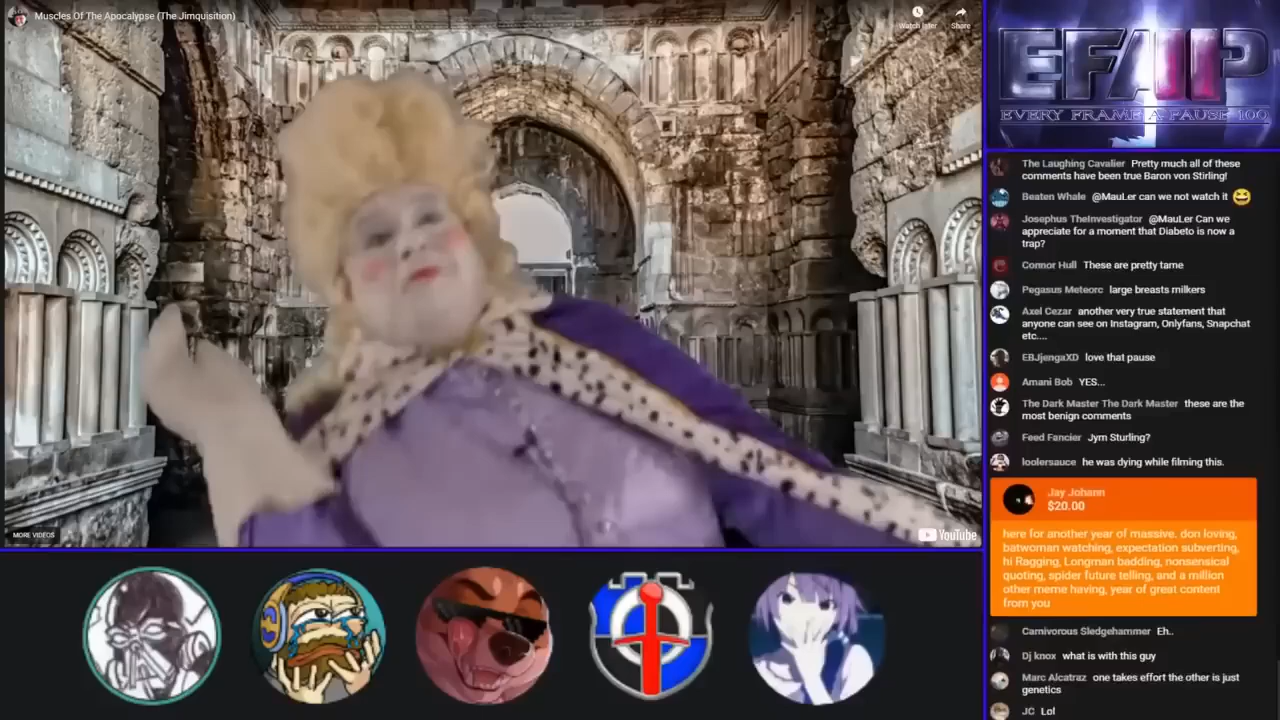 Muscles Of The Apocalypse (The Jimquisition)
Watch later
Share
MORE VIDEOS
YouTube
EFAP
EVERY FRAME A PAUSE 100
The Laughing Cavalier Pretty much all of these
comments have been true Baron von Stirling!
Beaten Whale @MauLer can we not watch it 😆
Josephus TheInvestigator @MauLer Can we
appreciate for a moment that Diabeto is now a
trap?
Connor Hull These are pretty tame
Pegasus Meteorc large breasts milkers
Axel Cezar another very true statement that
anyone can see on Instagram, Onlyfans, Snapchat
etc....
EBJjengaXD love that pause
Amani Bob YES...
The Dark Master The Dark Master these are the
most benign comments
Feed Fancier Jym Sturling?
loolersauce he was dying while filming this.
Jay Johann
$20.00
here for another year of massive. don loving,
batwoman watching, expectation subverting,
hi Ragging, Longman badding, nonsensical
quoting, spider future telling, and a million
other meme having, year of great content
from you
Carnivorous Sledgehammer Eh..
Dj knox what is with this guy
Marc Alcatraz one takes effort the other is just
genetics
JC Lol